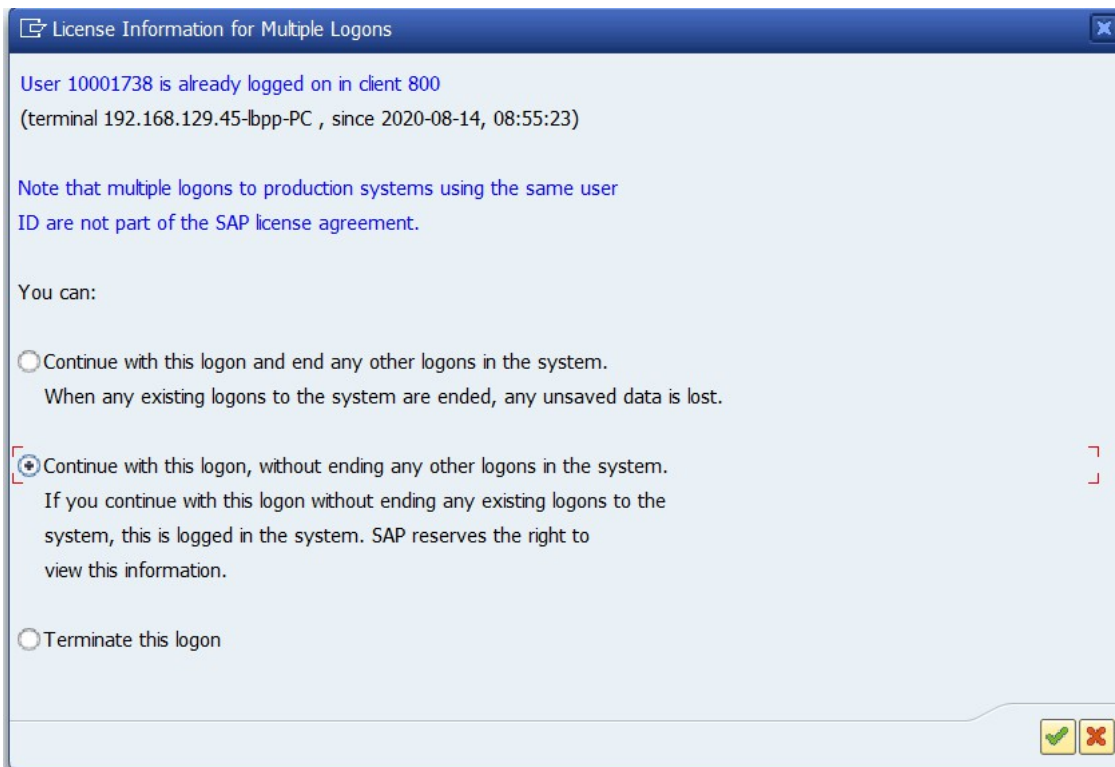 License Information for Multiple Logons
User 10001738 is already logged on in client 800
(terminal 192.168.129.45-lbpp-PC , since 2020-08-14, 08:55:23)
Note that multiple logons to production systems using the same user
ID are not part of the SAP license agreement.
You can:
Continue with this logon and end any other logons in the system.
When any existing logons to the system are ended, any unsaved data is lost.
Continue with this logon, without ending any other logons in the system.
If you continue with this logon without ending any existing logons to the
system, this is logged in the system. SAP reserves the right to
view this information.
Terminate this logon